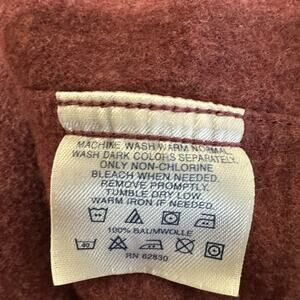 MACHINE WASH WARM NORMAL.
WASH DARK COLORS SEPARATELY.
ONLY NON-CHLORINE
BLEACH WHEN NEEDED.
REMOVE PROMPTLY.
TUMBLE DRY LOW.
WARM IRON IF NEEDED.
100% BAUMWOLLE
40
RN 62830